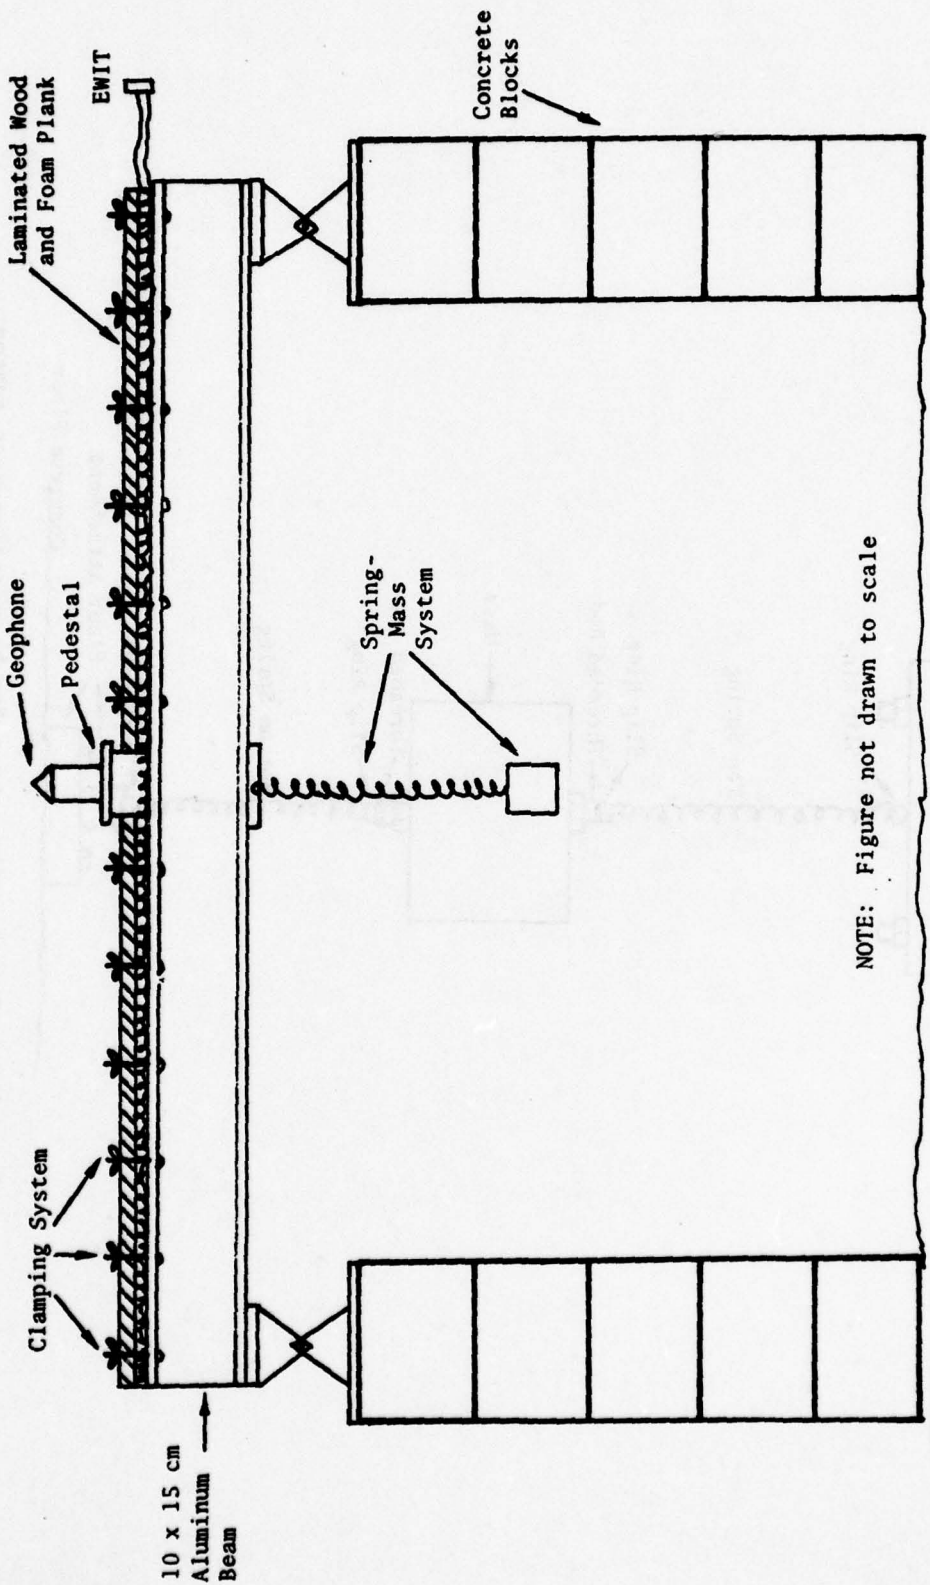 Geophone
Pedestal
Laminated Wood
and Foam Plank
EWIT
Clamping System
10 x 15 cm
Aluminum
Beam
Spring-
Mass
System
Concrete
Blocks
NOTE: Figure not drawn to scale